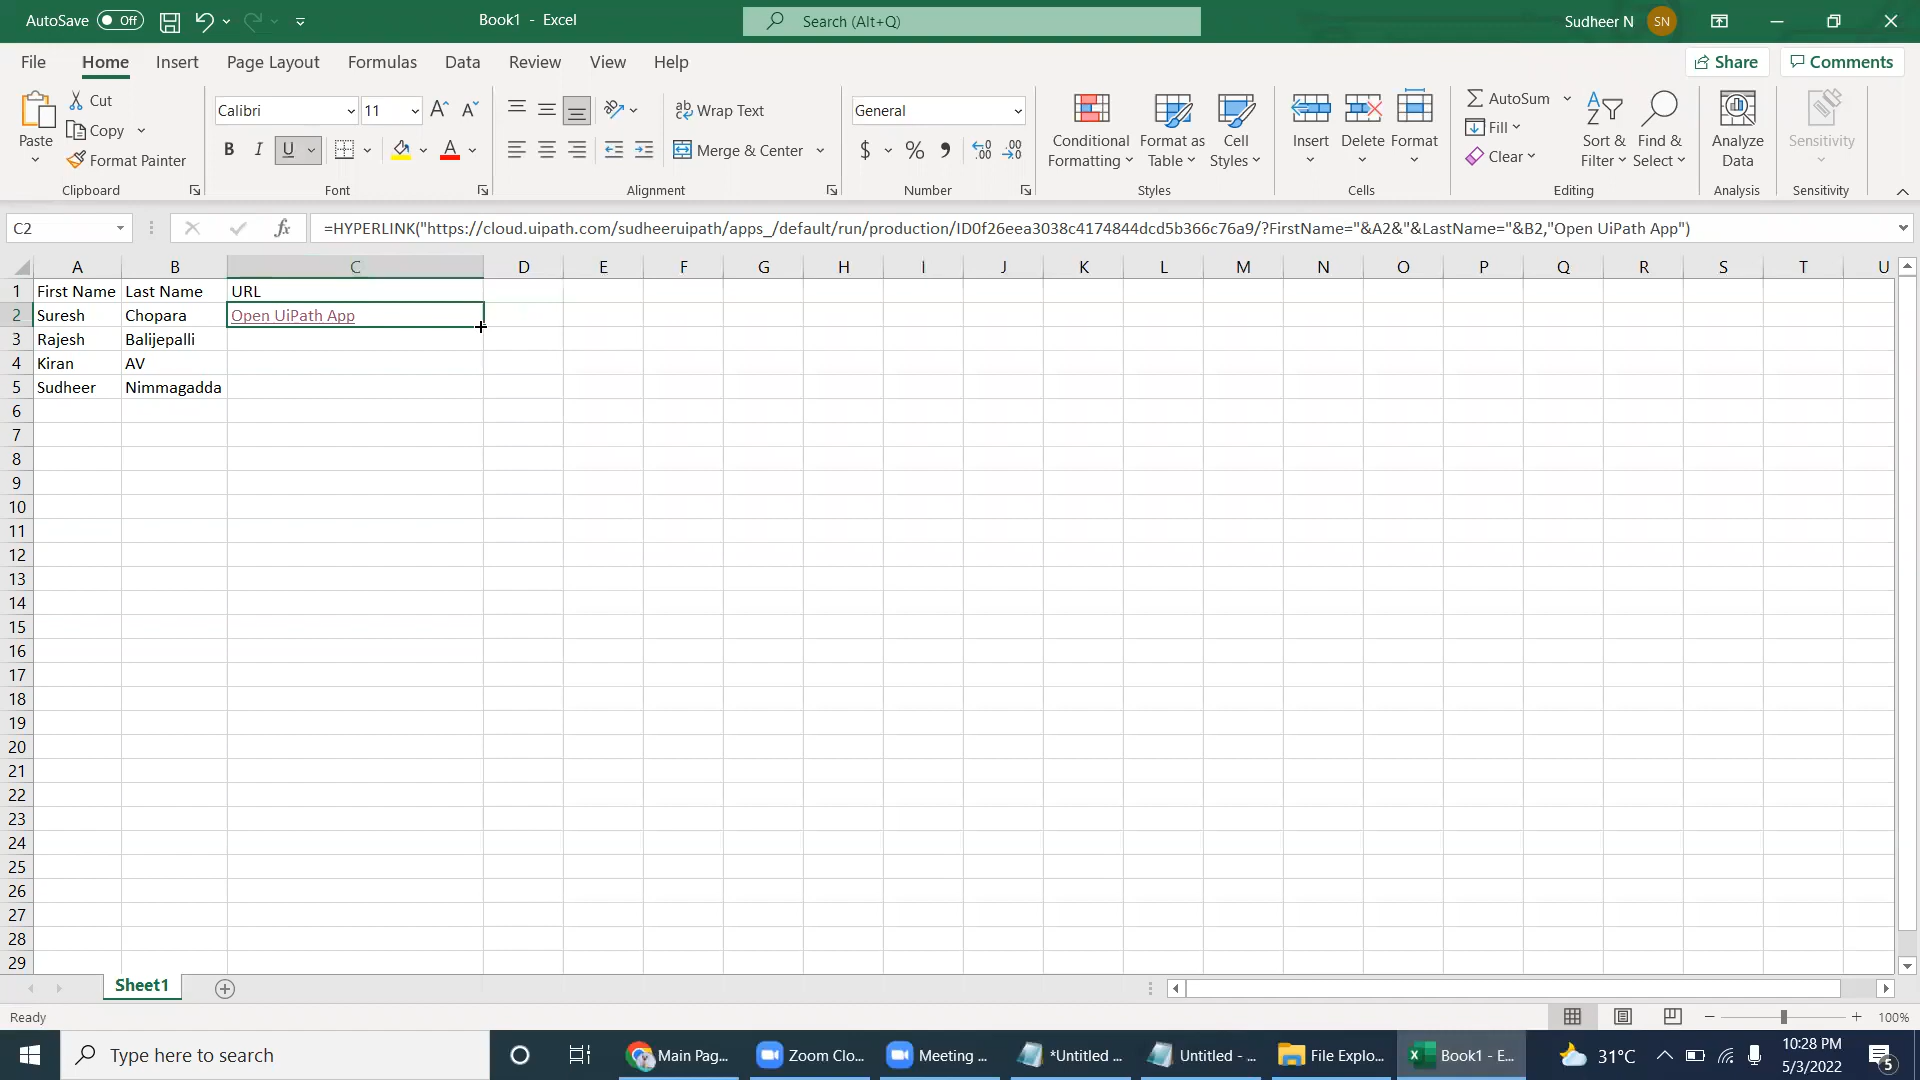 AutoSave Off Book1 - Excel Search (Alt+Q) Sudheer N SN
File Home Insert Page Layout Formulas Data Review View Help Share Comments
Paste Cut Copy Format Painter Clipboard
Calibri 11 A^ A˅ B I U A Font
Wrap Text Merge & Center Alignment
General $ % , Number
Conditional Formatting Format as Table Cell Styles Styles
Insert Delete Format Cells
AutoSum Fill Clear Sort & Filter Find & Select Editing
Analyze Data Analysis
Sensitivity Sensitivity
C2 fx =HYPERLINK("https://cloud.uipath.com/sudheeruipath/apps_/default/run/production/ID0f26eea3038c4174844dcd5b366c76a9/?FirstName="&A2&"&LastName="&B2,"Open UiPath App")
A B C D E F G H I J K L M N O P Q R S T U
1 First Name Last Name URL
2 Suresh Chopara Open UiPath App
3 Rajesh Balijepalli
4 Kiran AV
5 Sudheer Nimmagadda
6
7
8
9
10
11
12
13
14
15
16
17
18
19
20
21
22
23
24
25
26
27
28
29
Sheet1
Ready 100%
Type here to search Main Pag... Zoom Clo... Meeting ... *Untitled ... Untitled - ... File Explo... Book1 - E... 31°C 10:28 PM 5/3/2022 5